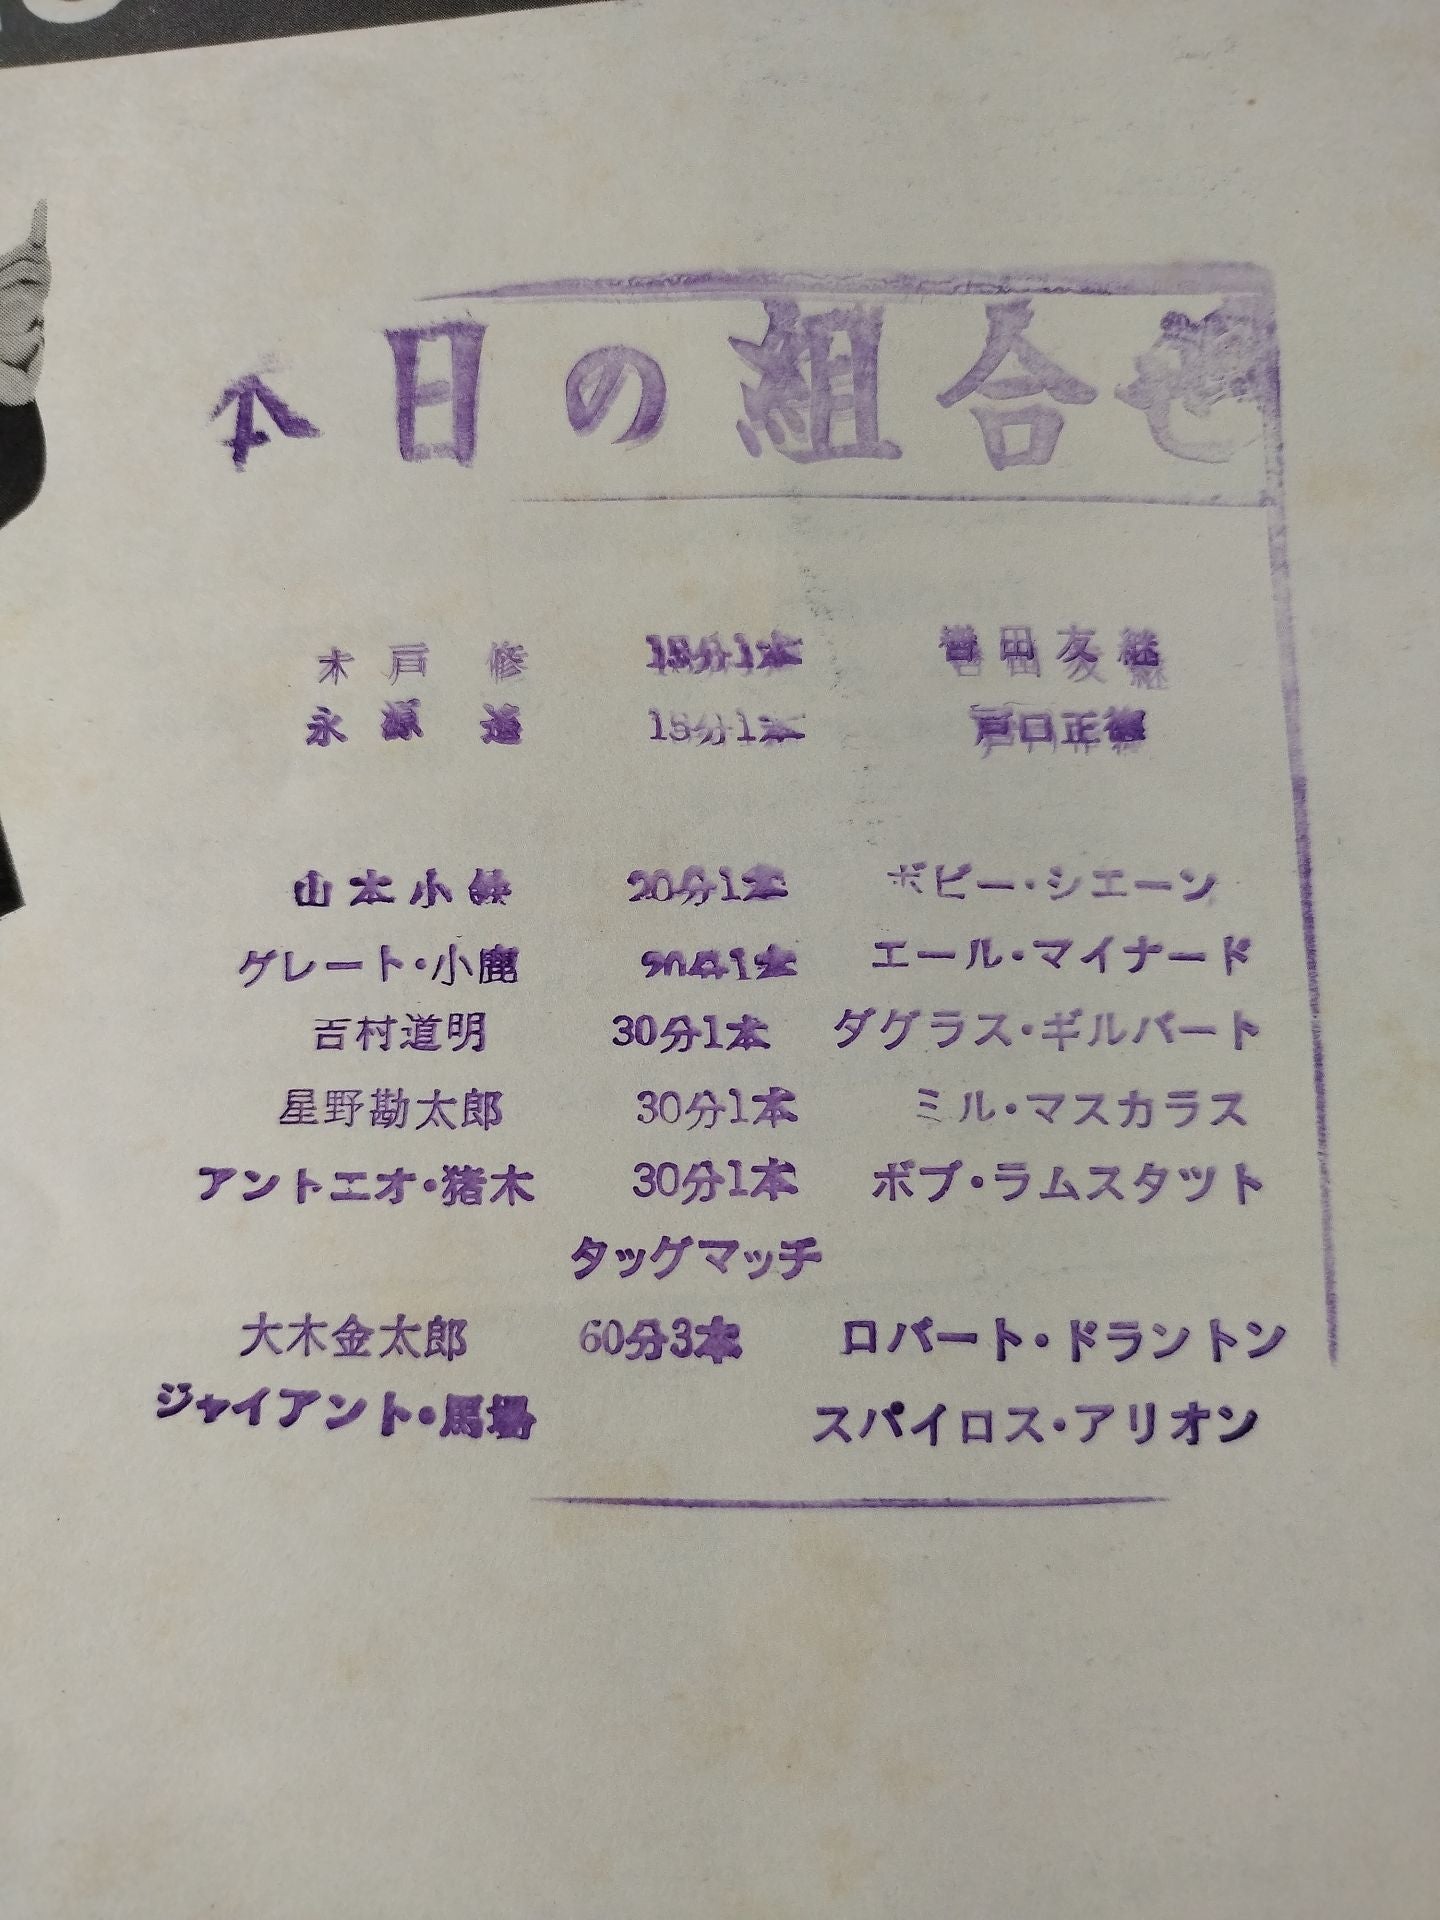 本日の組合せ
木戸 修 15分1本 轡田友継
永源 遥 15分1本 戸口正徳
山本小鉄 20分1本 ボビー・シエーン
グレート・小鹿 20分1本 エール・マイナード
吉村道明 30分1本 ダグラス・ギルバート
星野勘太郎 30分1本 ミル・マスカラス
アントニオ・猪木 30分1本 ボブ・ラムスタツト
タッグマッチ
大木金太郎 60分3本 ロバート・ドラントン
ジャイアント・馬場 スパイロス・アリオン